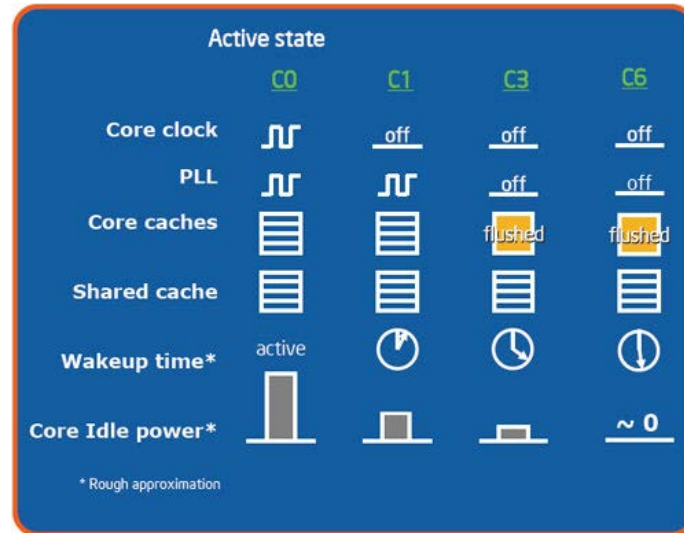 Active state
C0 C1 C3 C6
Core clock off off off
PLL off off
Core caches flushed flushed
Shared cache
Wakeup time* active
Core Idle power* ~ 0
* Rough approximation